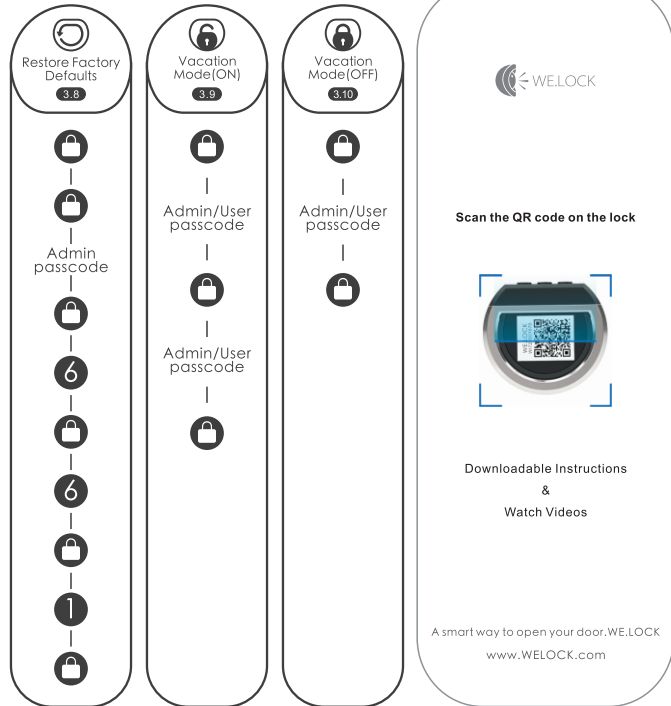 Restore Factory
Defaults
3.8
Admin
passcode
6
6
1
Vacation
Mode(ON)
3.9
Admin/User
passcode
Admin/User
passcode
Vacation
Mode(OFF)
3.10
Admin/User
passcode
WE.LOCK
Scan the QR code on the lock
WE.LOCK
Downloadable Instructions
&
Watch Videos
A smart way to open your door.WE.LOCK
www.WELOCK.com